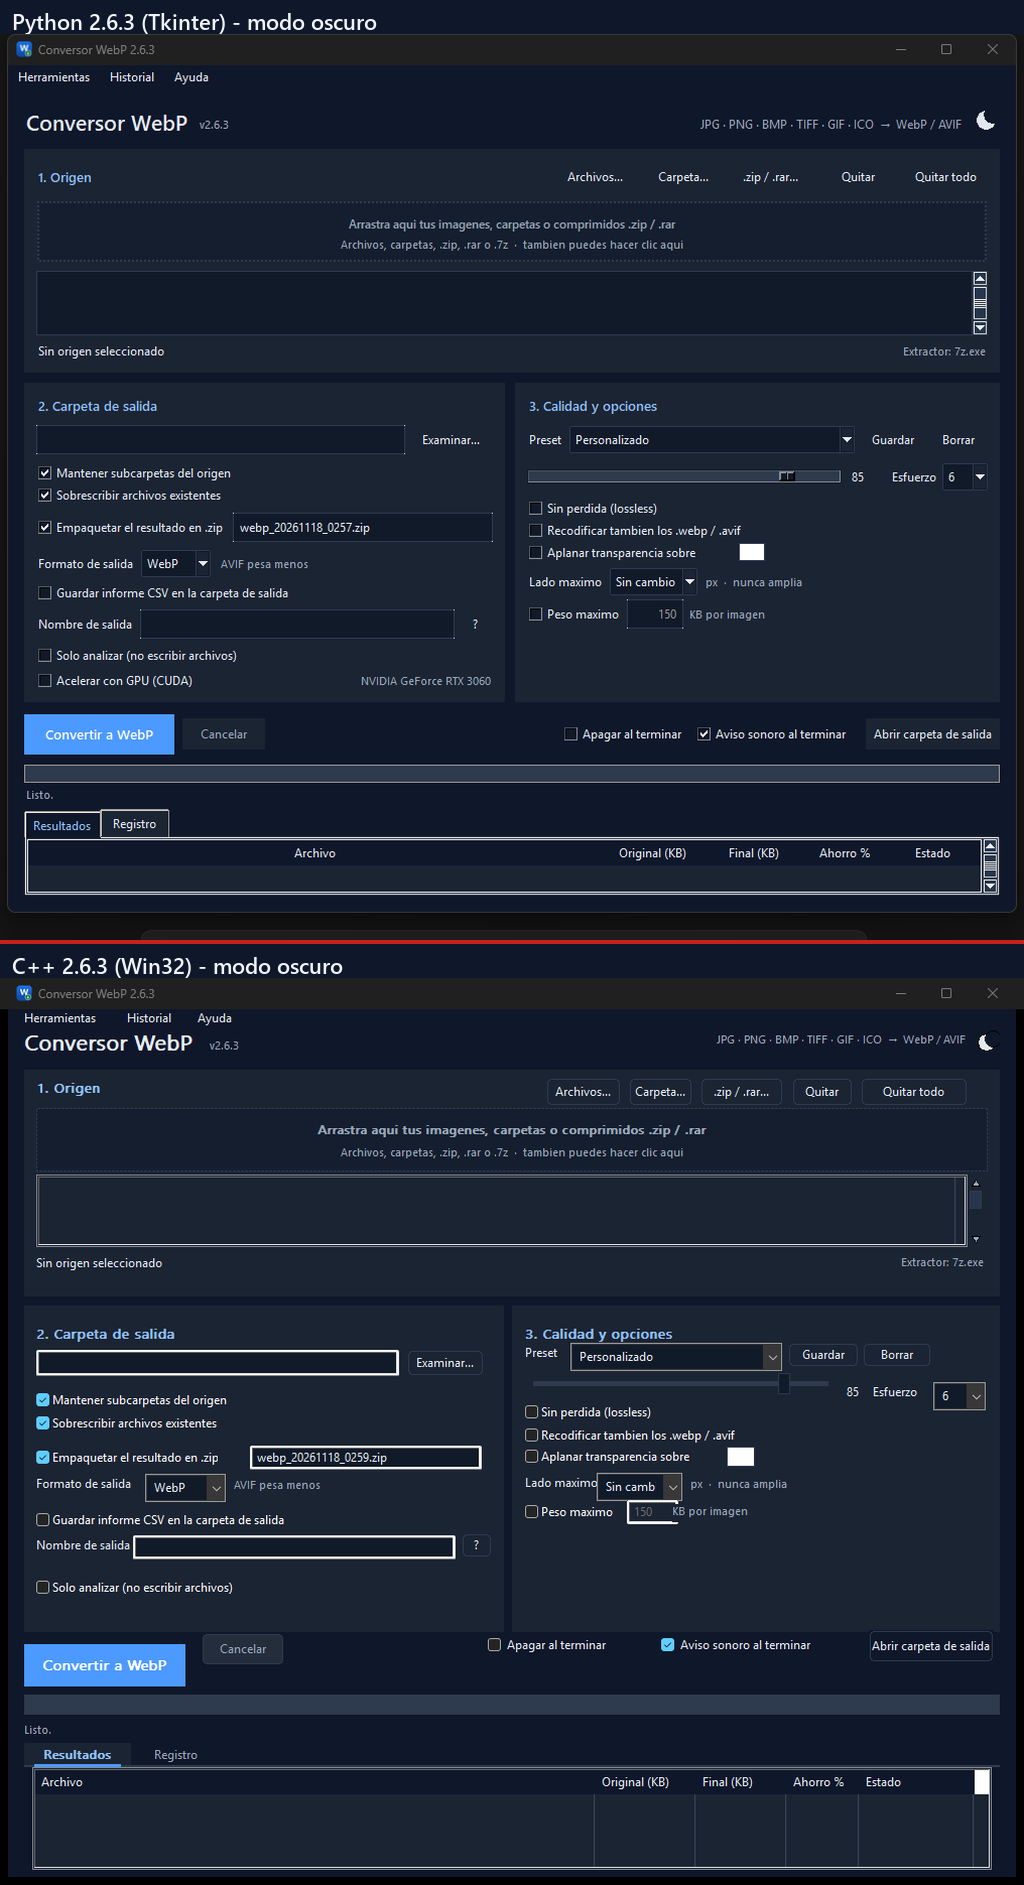 Python 2.6.3 (Tkinter) - modo oscuro
Conversor WebP 2.6.3
Herramientas Historial Ayuda
Conversor WebP v2.6.3 JPG · PNG · BMP · TIFF · GIF · ICO → WebP / AVIF
1. Origen Archivos... Carpeta... .zip / .rar... Quitar Quitar todo
Arrastra aqui tus imagenes, carpetas o comprimidos .zip / .rar
Archivos, carpetas, .zip, .rar o .7z · tambien puedes hacer clic aqui
Sin origen seleccionado Extractor: 7z.exe
2. Carpeta de salida
Examinar...
Mantener subcarpetas del origen
Sobrescribir archivos existentes
Empaquetar el resultado en .zip webp_20261118_0257.zip
Formato de salida WebP AVIF pesa menos
Guardar informe CSV en la carpeta de salida
Nombre de salida ?
Solo analizar (no escribir archivos)
Acelerar con GPU (CUDA) NVIDIA GeForce RTX 3060
3. Calidad y opciones
Preset Personalizado Guardar Borrar
85 Esfuerzo 6
Sin perdida (lossless)
Recodificar tambien los .webp / .avif
Aplanar transparencia sobre
Lado maximo Sin cambio px · nunca amplia
Peso maximo 150 KB por imagen
Convertir a WebP Cancelar Apagar al terminar Aviso sonoro al terminar Abrir carpeta de salida
Listo.
Resultados Registro
Archivo Original (KB) Final (KB) Ahorro % Estado
C++ 2.6.3 (Win32) - modo oscuro
Conversor WebP 2.6.3
Herramientas Historial Ayuda
Conversor WebP v2.6.3 JPG · PNG · BMP · TIFF · GIF · ICO → WebP / AVIF
1. Origen Archivos... Carpeta... .zip / .rar... Quitar Quitar todo
Arrastra aqui tus imagenes, carpetas o comprimidos .zip / .rar
Archivos, carpetas, .zip, .rar o .7z · tambien puedes hacer clic aqui
Sin origen seleccionado Extractor: 7z.exe
2. Carpeta de salida
Examinar...
Mantener subcarpetas del origen
Sobrescribir archivos existentes
Empaquetar el resultado en .zip webp_20261118_0259.zip
Formato de salida WebP AVIF pesa menos
Guardar informe CSV en la carpeta de salida
Nombre de salida ?
Solo analizar (no escribir archivos)
3. Calidad y opciones
Preset Personalizado Guardar Borrar
85 Esfuerzo 6
Sin perdida (lossless)
Recodificar tambien los .webp / .avif
Aplanar transparencia sobre
Lado maximo Sin camb px · nunca amplia
Peso maximo 150 KB por imagen
Convertir a WebP Cancelar Apagar al terminar Aviso sonoro al terminar Abrir carpeta de salida
Listo.
Resultados Registro
Archivo Original (KB) Final (KB) Ahorro % Estado